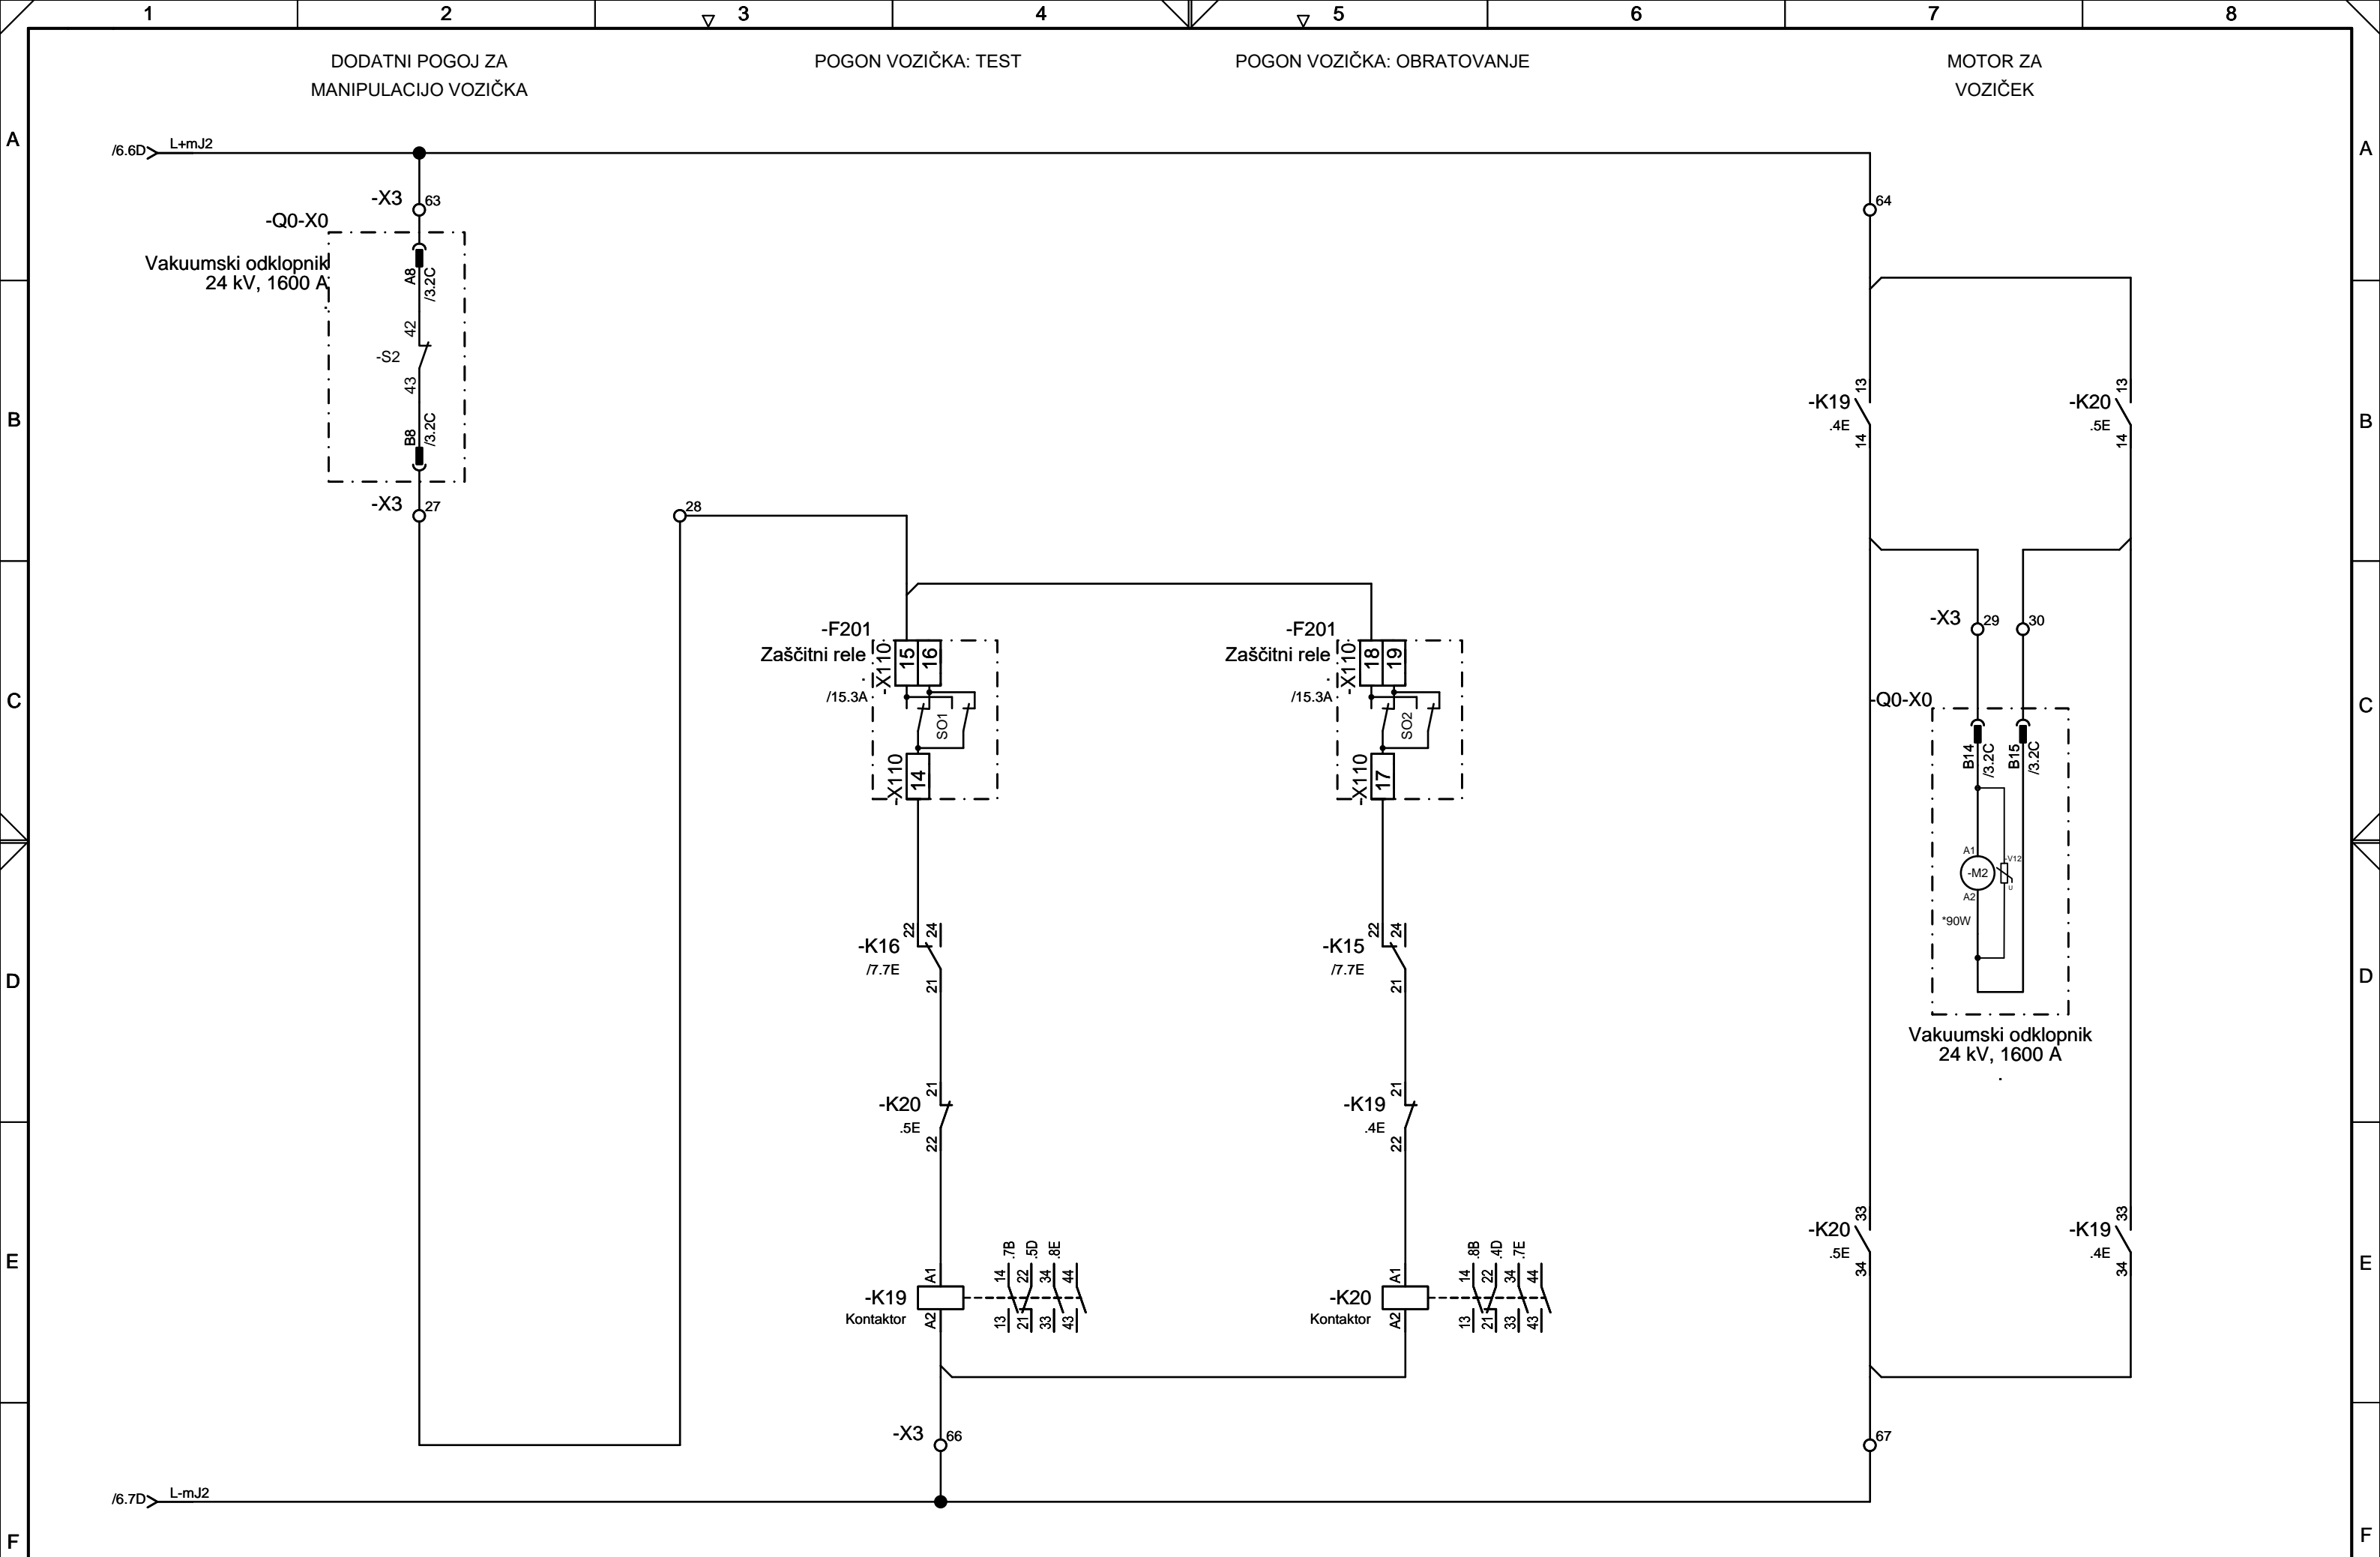 1 2 3 4 5 6 7 8
DODATNI POGOJ ZA
MANIPULACIJO VOZIČKA
POGON VOZIČKA: TEST
POGON VOZIČKA: OBRATOVANJE
MOTOR ZA
VOZIČEK
A
A
/6.6D
L+mJ2
-X3
63
64
-Q0-X0
Vakuumski odklopnik
24 kV, 1600 A
.
A8
/3.2C
42
-S2
43
B8
/3.2C
-X3
27
28
B
B
-K19
.4E
13
14
-K20
.5E
13
14
-F201
Zaščitni rele
.
/15.3A
-X110
15
16
SO1
-X110
14
-F201
Zaščitni rele
.
/15.3A
-X110
18
19
SO2
-X110
17
-X3
29
30
C
C
-Q0-X0
B14
/3.2C
B15
/3.2C
A1
-M2
A2
-V12
U
*90W
Vakuumski odklopnik
24 kV, 1600 A
.
-K16
/7.7E
22
24
21
-K15
/7.7E
22
24
21
D
D
-K20
.5E
21
22
-K19
.4E
21
22
-K20
.5E
33
34
-K19
.4E
33
34
E
E
-K19
Kontaktor
A1
A2
.7B
.5D
.8E
14
22
34
44
13
21
33
43
-K20
Kontaktor
A1
A2
.8B
.4D
.7E
14
22
34
44
13
21
33
43
-X3
66
67
/6.7D
L-mJ2
F
F